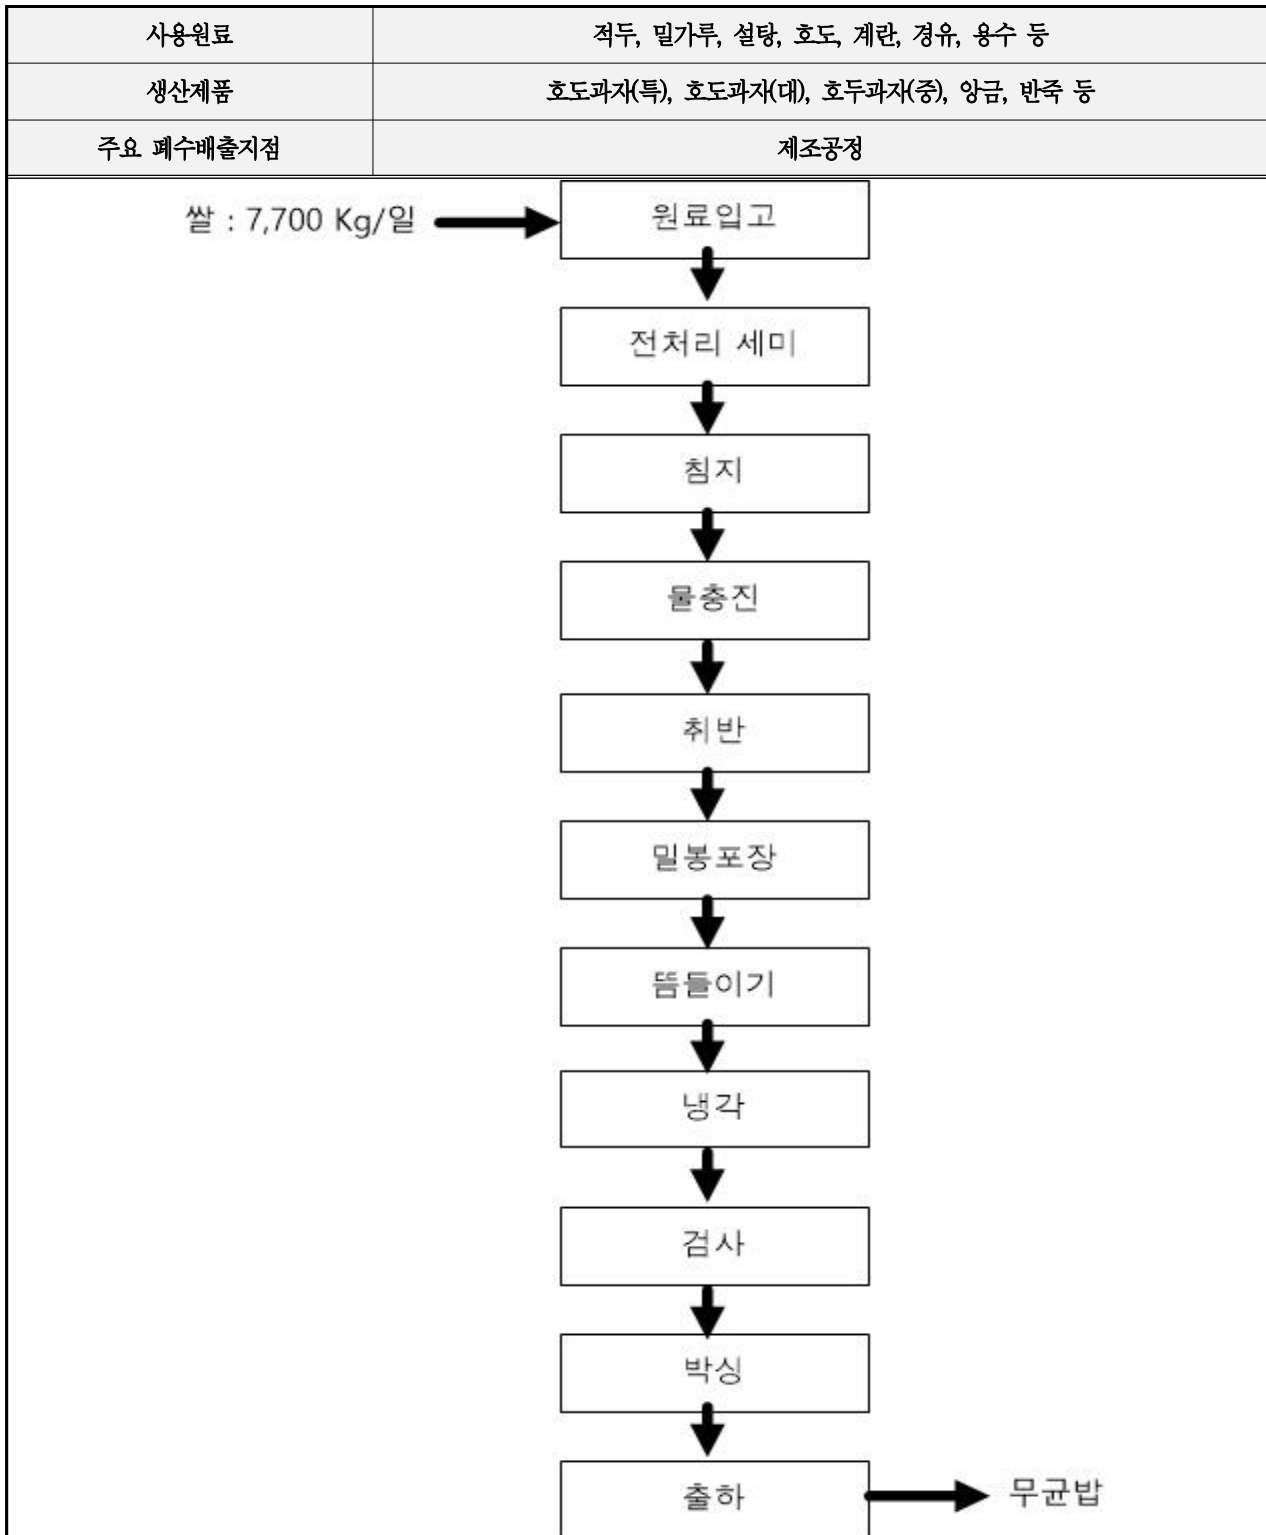 사용원료 적두, 밀가루, 설탕, 호도, 계란, 경유, 용수 등
생산제품 호도과자(특), 호도과자(대), 호두과자(중), 앙금, 반죽 등
주요 폐수배출지점 제조공정
쌀 : 7,700 Kg/일 원료입고
전처리 세미
침지
물충진
취반
밀봉포장
뜸들이기
냉각
검사
박싱
출하 무균밥